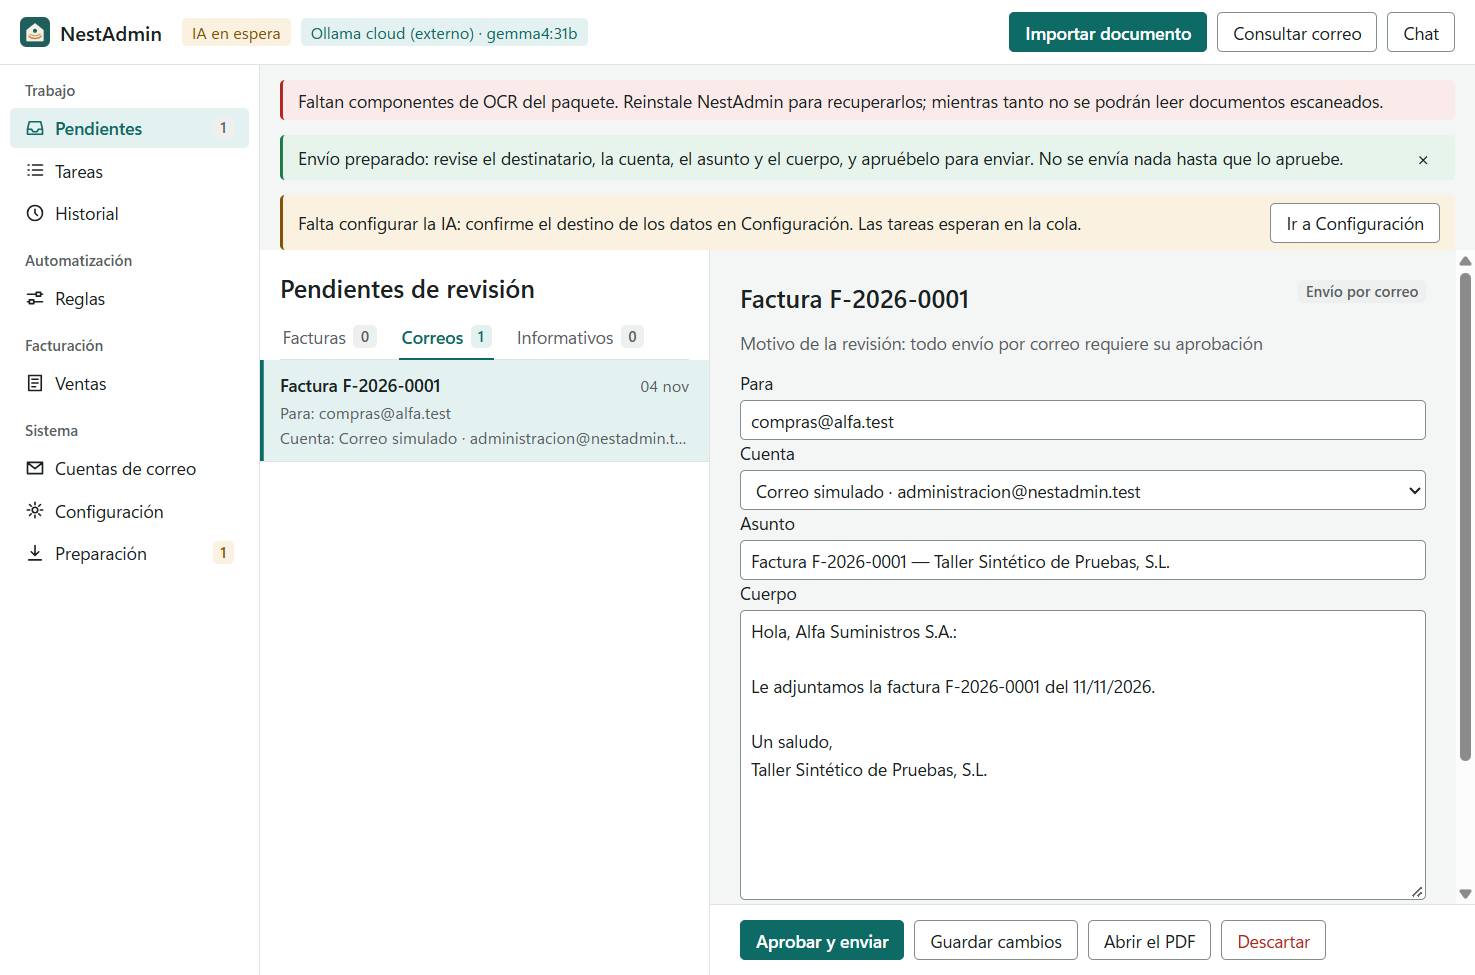 NestAdmin
IA en espera
Ollama cloud (externo) · gemma4:31b
Importar documento
Consultar correo
Chat
Trabajo
Pendientes 1
Tareas
Historial
Automatización
Reglas
Facturación
Ventas
Sistema
Cuentas de correo
Configuración
Preparación 1
Faltan componentes de OCR del paquete. Reinstale NestAdmin para recuperarlos; mientras tanto no se podrán leer documentos escaneados.
Envío preparado: revise el destinatario, la cuenta, el asunto y el cuerpo, y apruébelo para enviar. No se envía nada hasta que lo apruebe. ×
Falta configurar la IA: confirme el destino de los datos en Configuración. Las tareas esperan en la cola.
Ir a Configuración
Pendientes de revisión
Facturas 0 Correos 1 Informativos 0
Factura F-2026-0001 04 nov
Para: compras@alfa.test
Cuenta: Correo simulado · administracion@nestadmin.t...
Factura F-2026-0001
Envío por correo
Motivo de la revisión: todo envío por correo requiere su aprobación
Para
compras@alfa.test
Cuenta
Correo simulado · administracion@nestadmin.test
Asunto
Factura F-2026-0001 — Taller Sintético de Pruebas, S.L.
Cuerpo
Hola, Alfa Suministros S.A.:
Le adjuntamos la factura F-2026-0001 del 11/11/2026.
Un saludo,
Taller Sintético de Pruebas, S.L.
Aprobar y enviar
Guardar cambios
Abrir el PDF
Descartar